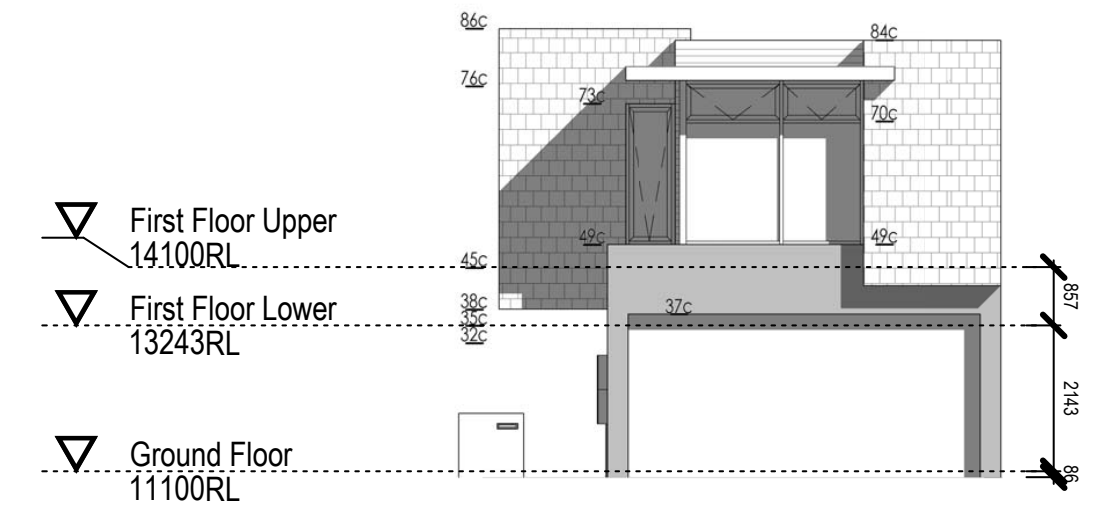 86c
84c
76c
73c
70c
First Floor Upper
14100RL
49c
49c
45c
857
First Floor Lower
13243RL
38c
37c
35c
32c
2143
Ground Floor
11100RL
86